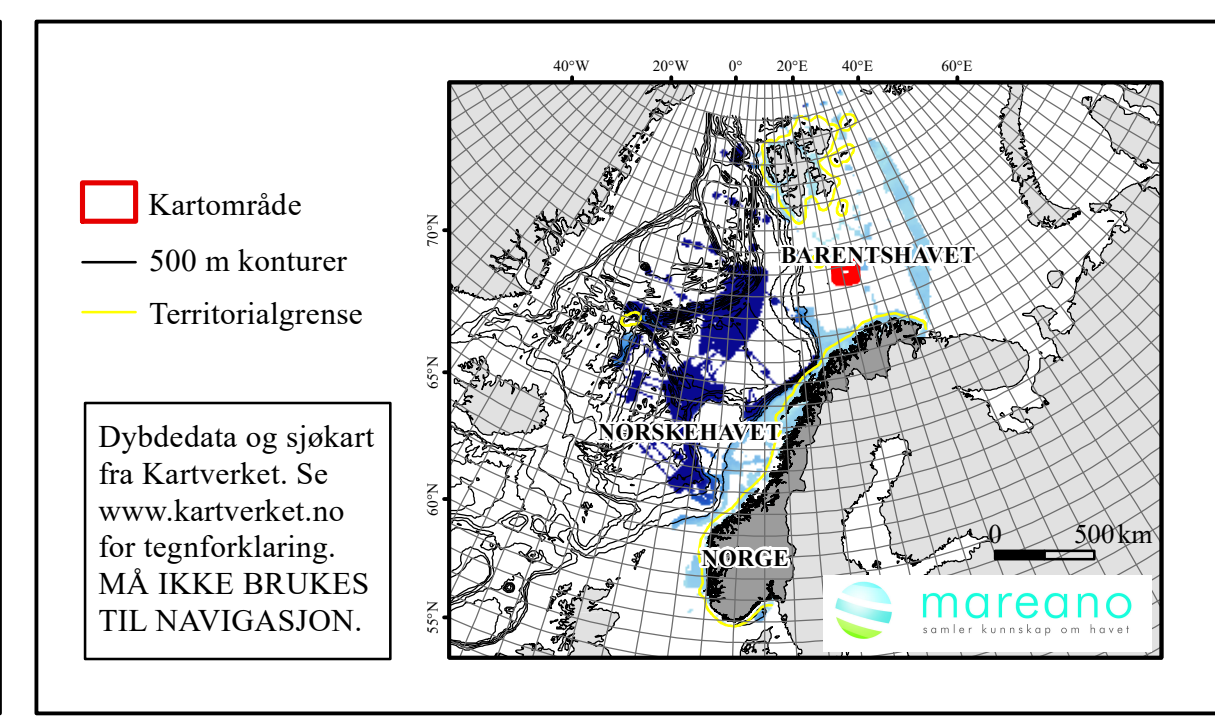 Kartområde
500 m konturer
Territorialgrense
Dybdedata og sjøkart
fra Kartverket. Se
www.kartverket.no
for tegnforklaring.
MÅ IKKE BRUKES
TIL NAVIGASJON.
40°W 20°W 0° 20°E 40°E 60°E
70°N
65°N
60°N
55°N
BARENTSHAVET
NORSKEHAVET
NORGE
0 500 km
mareano
samler kunnskap om havet